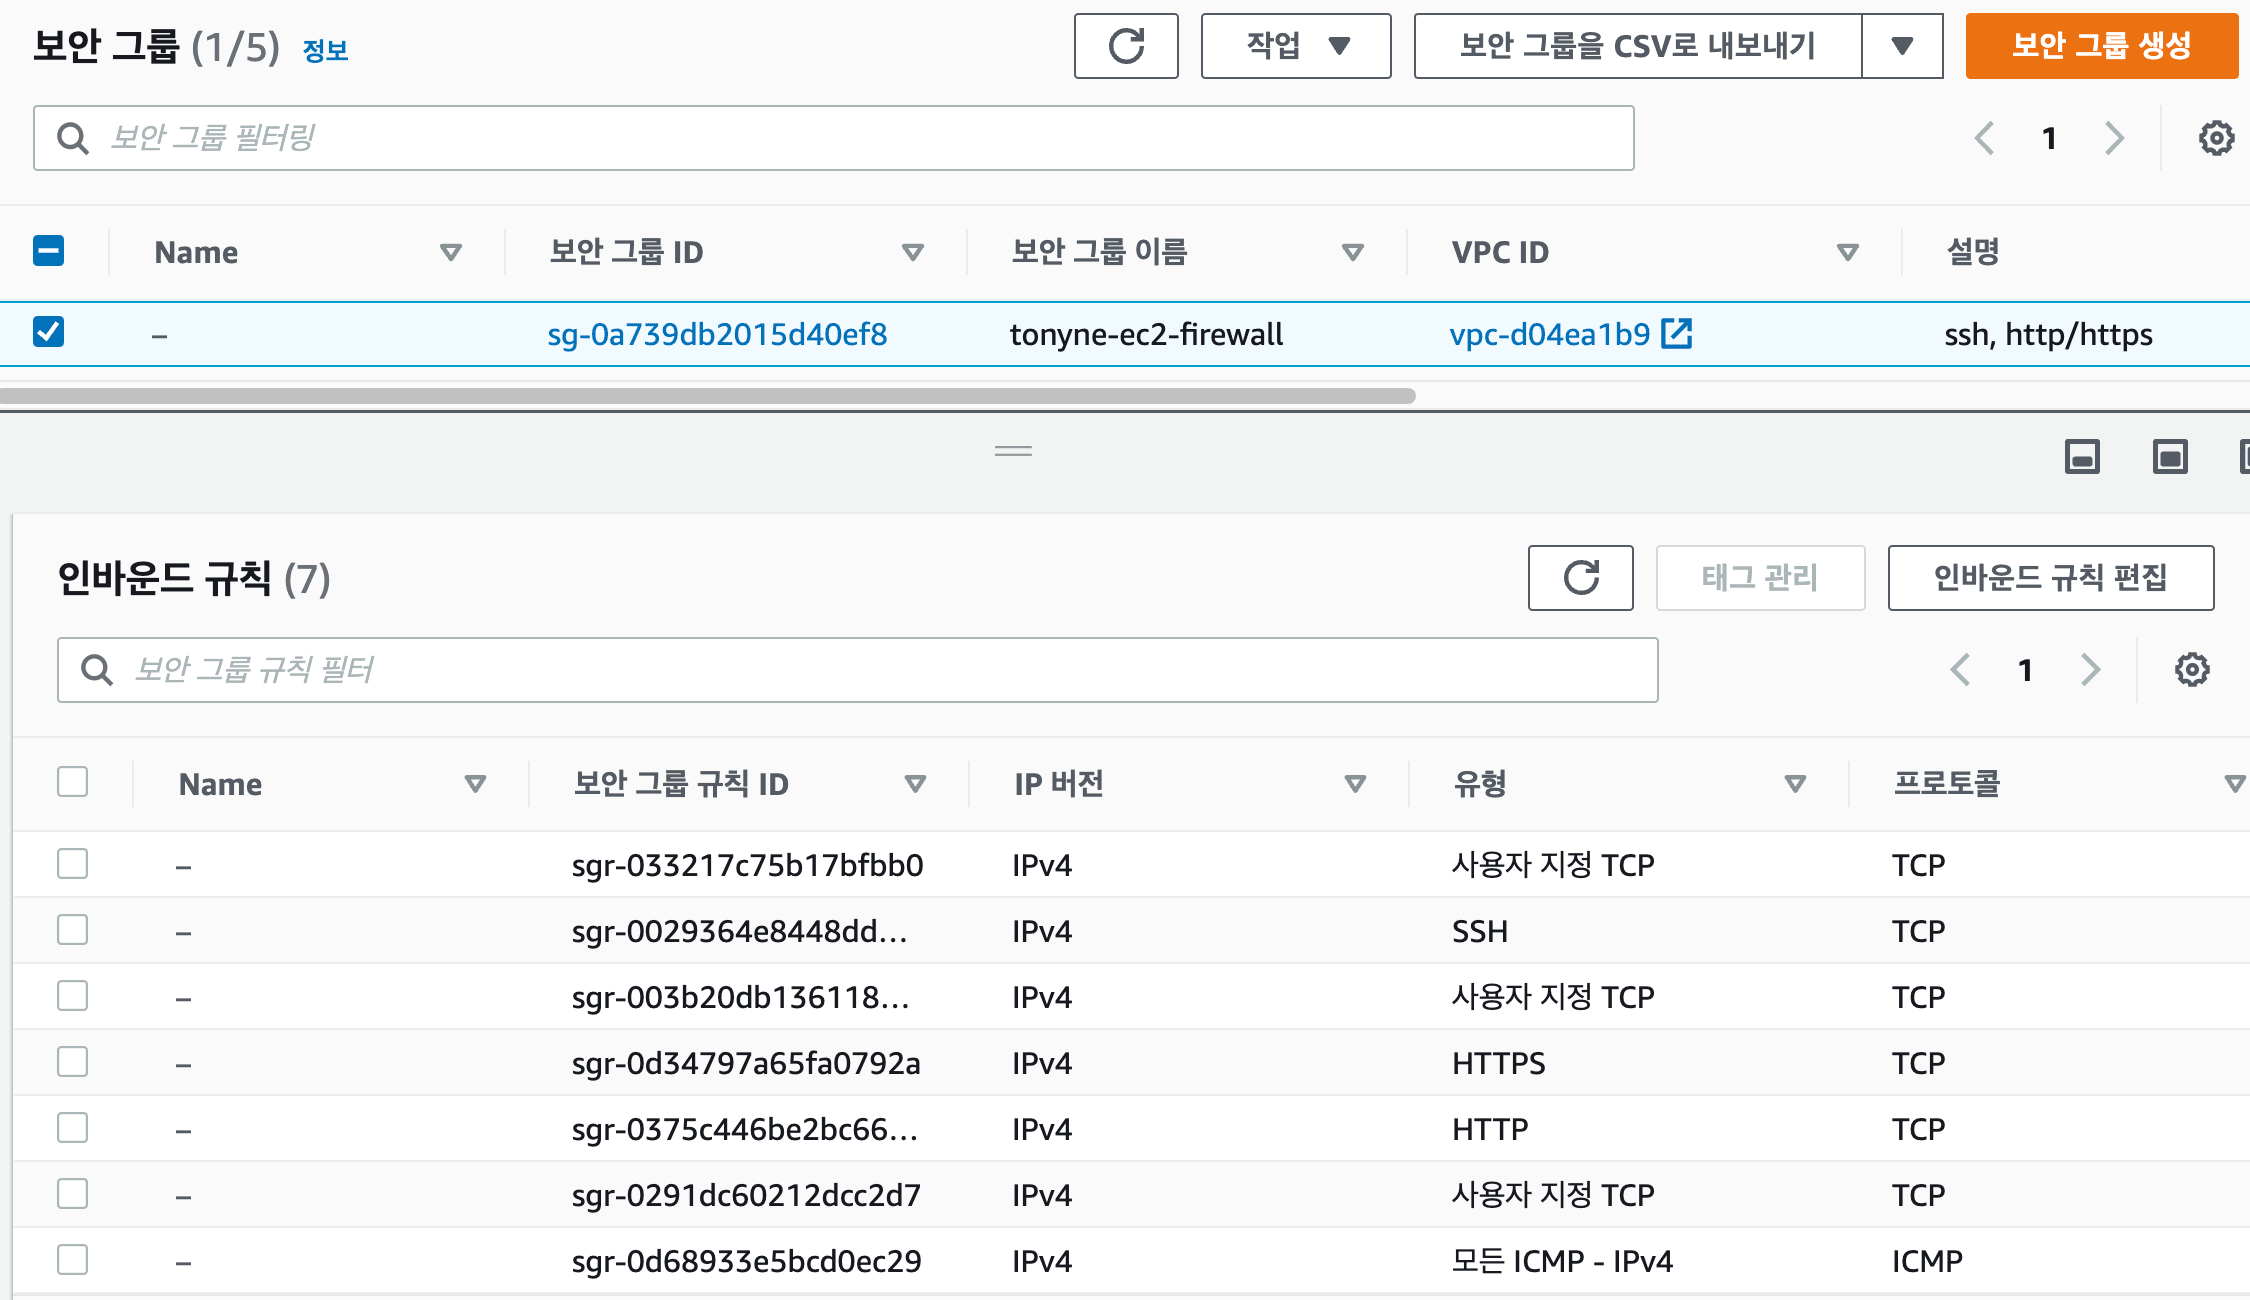 보안 그룹 (1/5) 정보 작업 보안 그룹을 CSV로 내보내기 보안 그룹 생성
보안 그룹 필터링 1
Name 보안 그룹 ID 보안 그룹 이름 VPC ID 설명
– sg-0a739db2015d40ef8 tonyne-ec2-firewall vpc-d04ea1b9 ssh, http/https
인바운드 규칙 (7) 태그 관리 인바운드 규칙 편집
보안 그룹 규칙 필터 1
Name 보안 그룹 규칙 ID IP 버전 유형 프로토콜
– sgr-033217c75b17bfbb0 IPv4 사용자 지정 TCP TCP
– sgr-0029364e8448dd... IPv4 SSH TCP
– sgr-003b20db136118... IPv4 사용자 지정 TCP TCP
– sgr-0d34797a65fa0792a IPv4 HTTPS TCP
– sgr-0375c446be2bc66... IPv4 HTTP TCP
– sgr-0291dc60212dcc2d7 IPv4 사용자 지정 TCP TCP
– sgr-0d68933e5bcd0ec29 IPv4 모든 ICMP - IPv4 ICMP